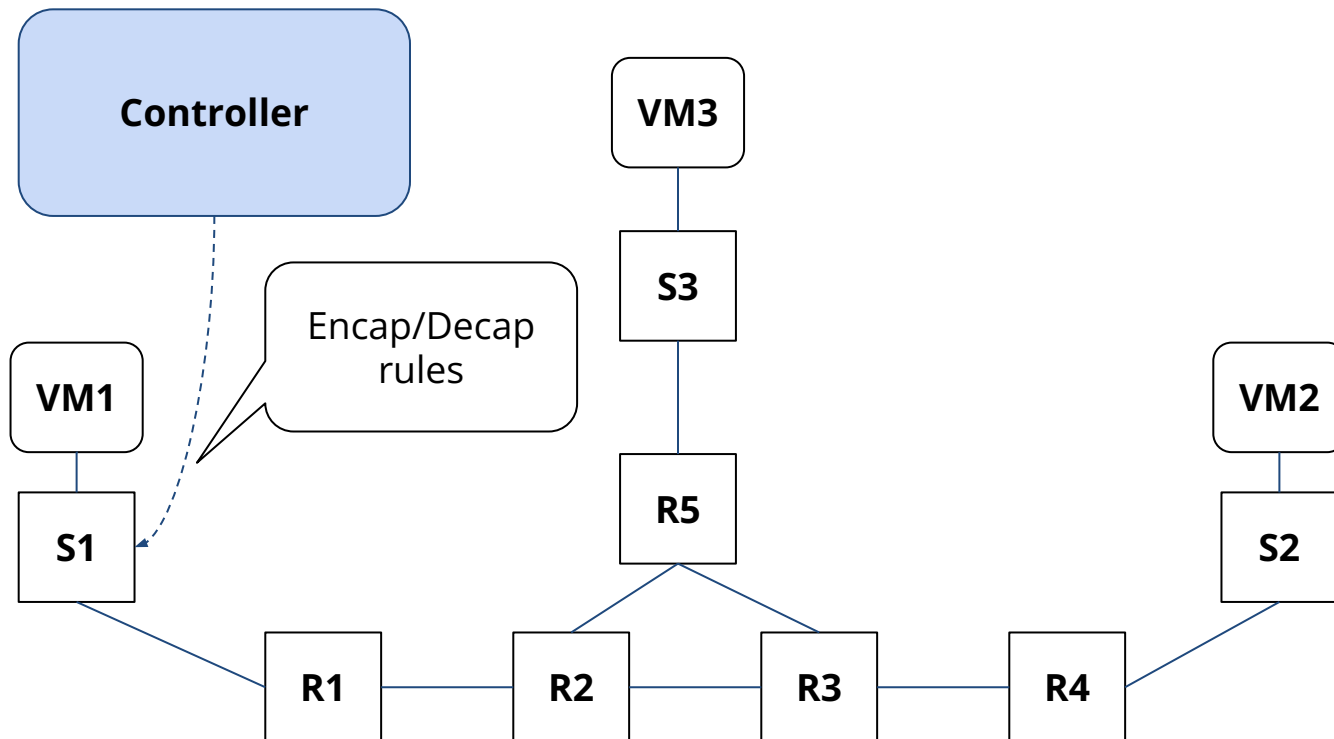 Controller
VM3
S3
Encap/Decap
rules
VM1
VM2
R5
S1
S2
R1
R2
R3
R4